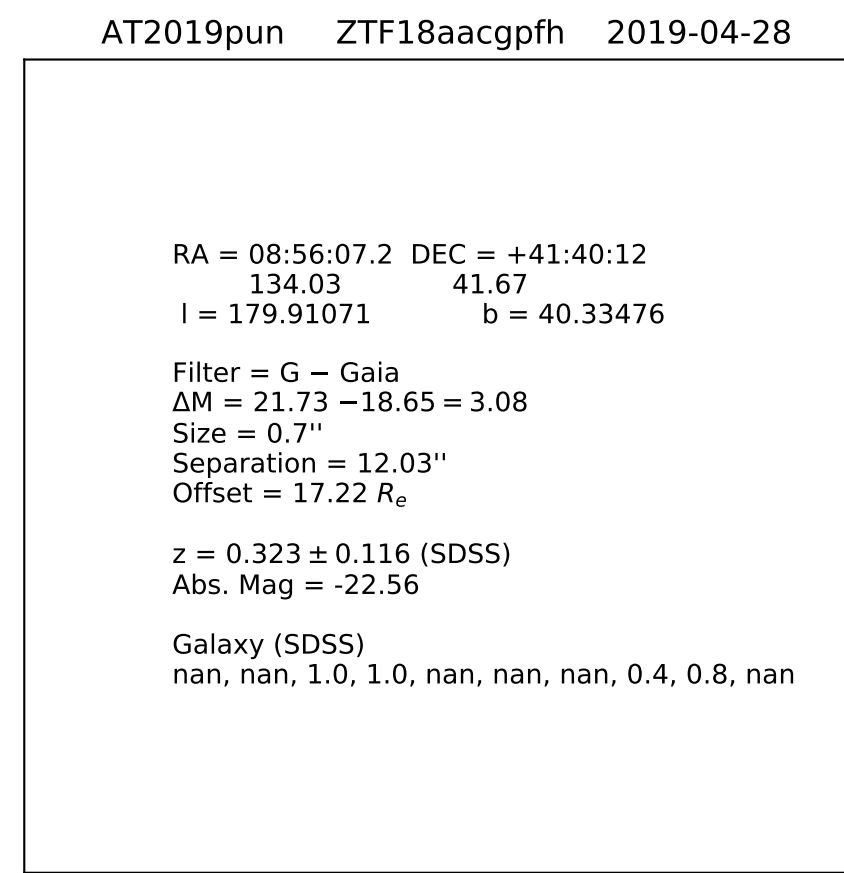 AT2019pun ZTF18aacgpfh 2019-04-28
RA = 08:56:07.2 DEC = +41:40:12
134.03 41.67
l = 179.91071 b = 40.33476
Filter = G − Gaia
ΔM = 21.73 −18.65 = 3.08
Size = 0.7''
Separation = 12.03''
Offset = 17.22 Rₑ
z = 0.323 ± 0.116 (SDSS)
Abs. Mag = -22.56
Galaxy (SDSS)
nan, nan, 1.0, 1.0, nan, nan, nan, 0.4, 0.8, nan